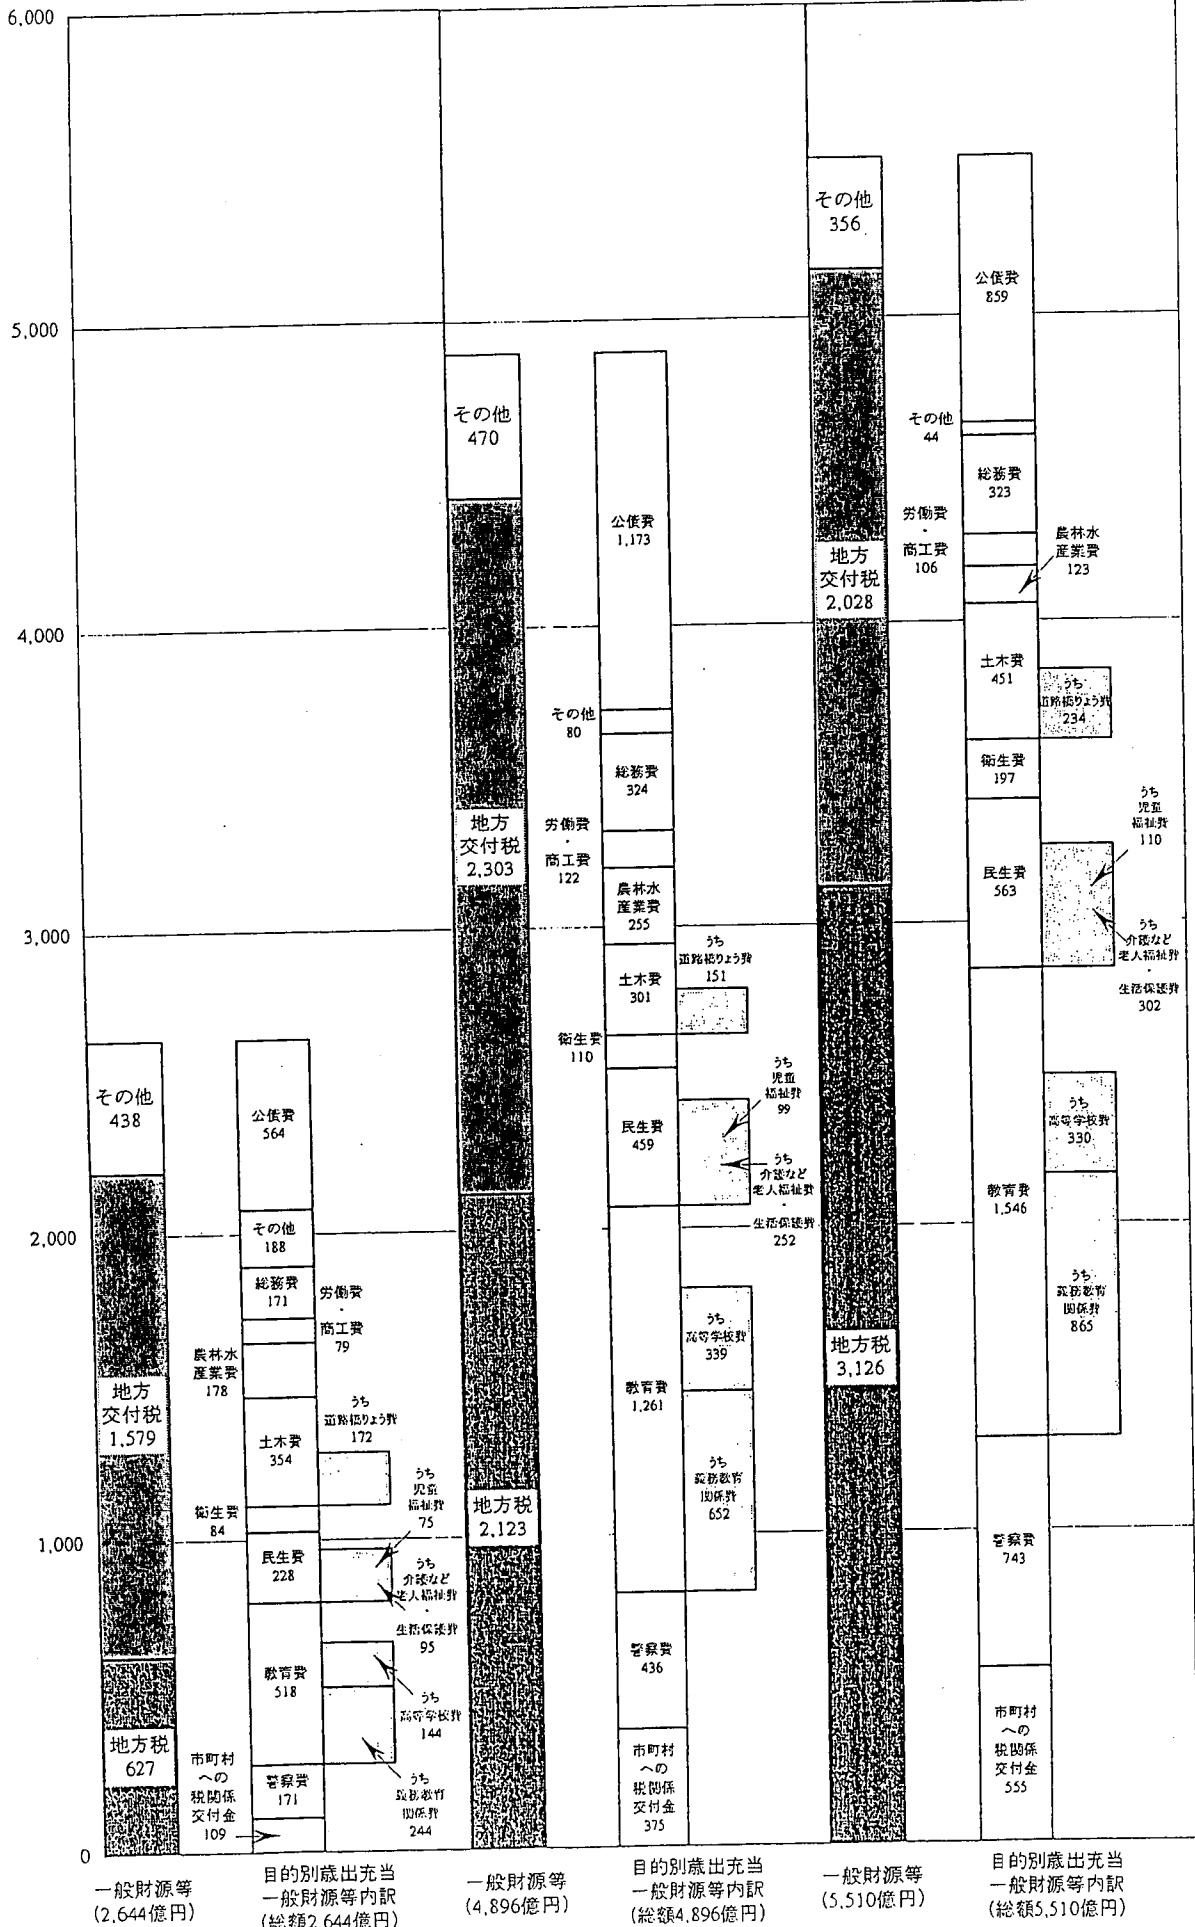 6,000
5,000
4,000
3,000
2,000
1,000
0
その他
438
地方
交付税
1,579
地方税
627
一般財源等
(2,644億円)
公債費
564
その他
188
総務費
171
労働費
・
商工費
79
農林水
産業費
178
土木費
354
うち
道路橋りょう費
172
衛生費
84
民生費
228
うち
児童
福祉費
75
うち
介護など
老人福祉費
・
生活保護費
95
教育費
518
うち
高等学校費
144
うち
義務教育
関係費
244
警察費
171
市町村
への
税関係
交付金
109
目的別歳出充当
一般財源等内訳
(総額2,644億円)
その他
470
地方
交付税
2,303
地方税
2,123
一般財源等
(4,896億円)
公債費
1,173
その他
80
総務費
324
労働費
・
商工費
122
農林水
産業費
255
土木費
301
うち
道路橋りょう費
151
衛生費
110
民生費
459
うち
児童
福祉費
99
うち
介護など
老人福祉費
・
生活保護費
252
教育費
1,261
うち
高等学校費
339
うち
義務教育
関係費
652
警察費
436
市町村
への
税関係
交付金
375
目的別歳出充当
一般財源等内訳
(総額4,896億円)
その他
356
地方
交付税
2,028
地方税
3,126
一般財源等
(5,510億円)
公債費
859
その他
44
総務費
323
労働費
・
商工費
106
農林水
産業費
123
土木費
451
うち
道路橋りょう費
234
衛生費
197
民生費
563
うち
児童
福祉費
110
うち
介護など
老人福祉費
・
生活保護費
302
教育費
1,546
うち
高等学校費
330
うち
義務教育
関係費
865
警察費
743
市町村
への
税関係
交付金
555
目的別歳出充当
一般財源等内訳
(総額5,510億円)